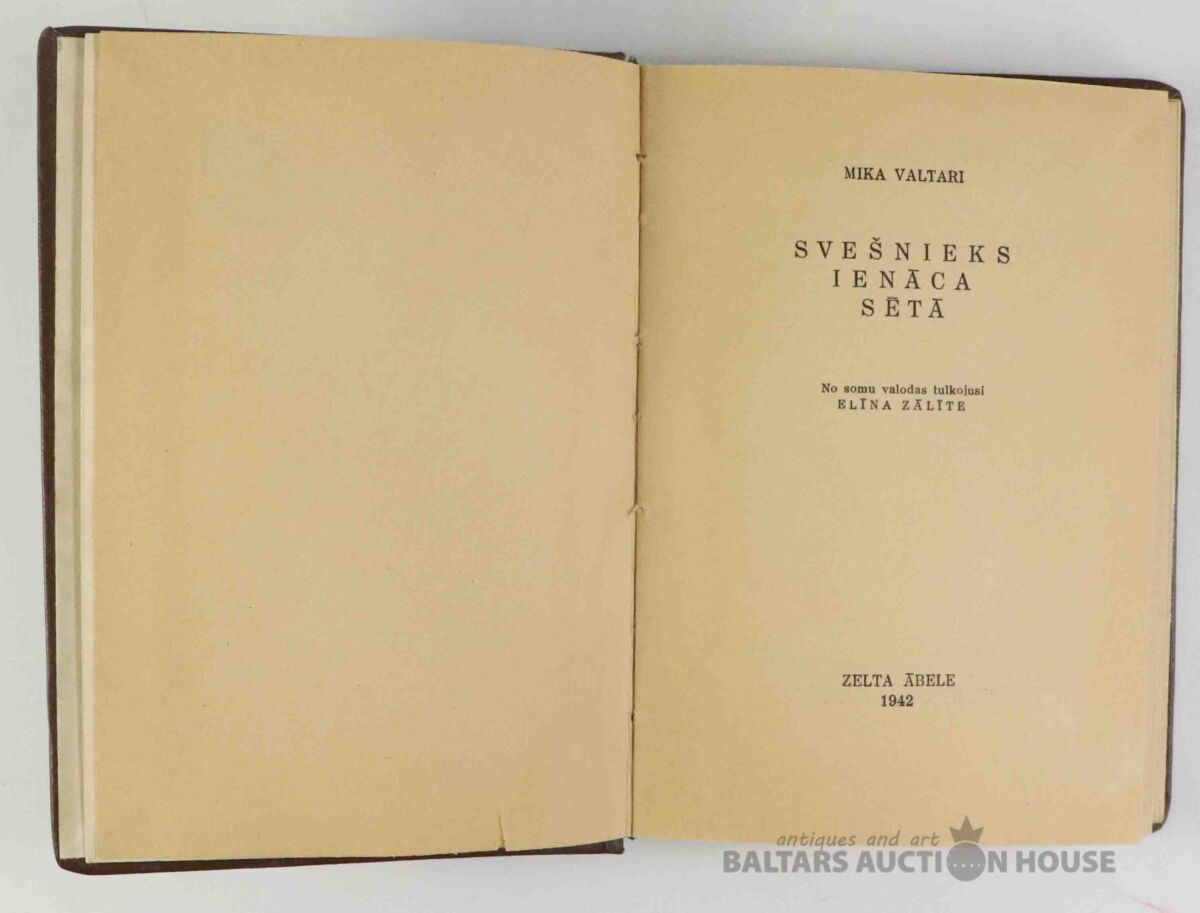 MIKA VALTARI
SVEŠNIEKS
IENĀCA
SĒTĀ
No somu valodas tulkojusi
ELĪNA ZĀLĪTE
ZELTA ĀBELE
1942
antiques and art
BALTARS AUCTION HOUSE